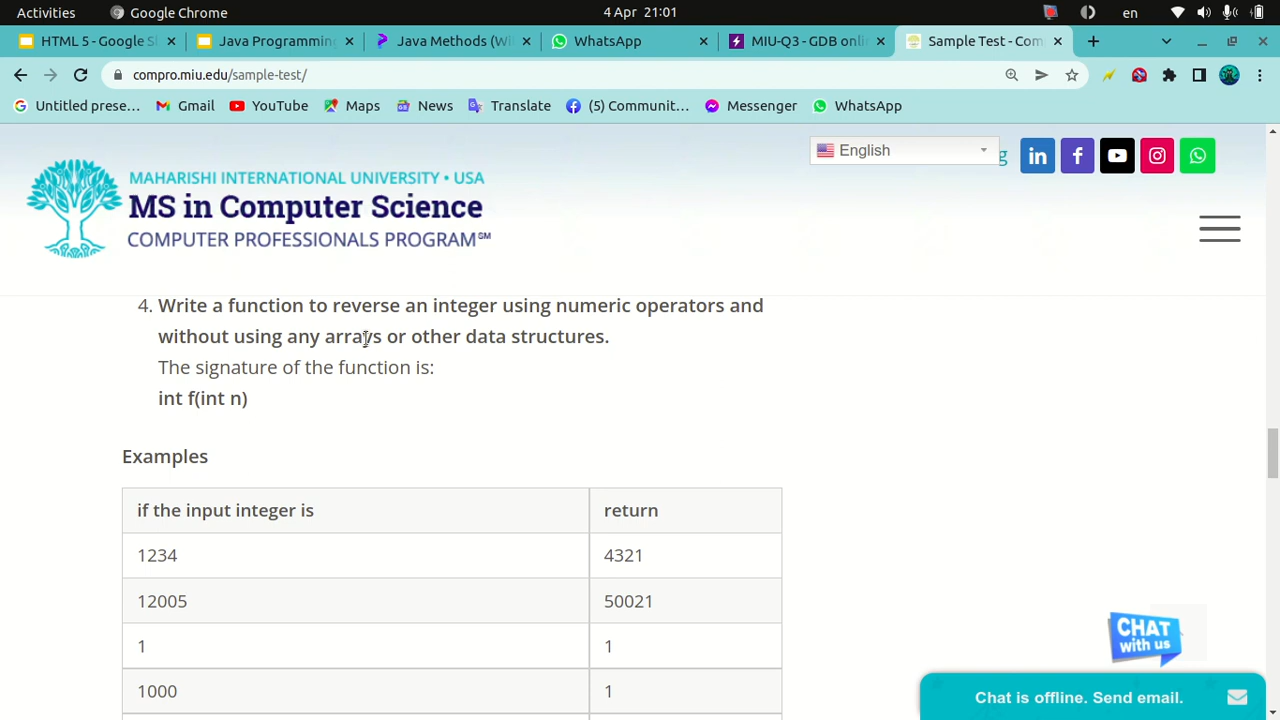 Activities
Google Chrome
4 Apr 21:01
en
HTML 5 - Google Sl
Java Programming
Java Methods (Wi
WhatsApp
MIU-Q3 - GDB onli
Sample Test - Com
compro.miu.edu/sample-test/
Untitled prese…
Gmail
YouTube
Maps
News
Translate
(5) Communit…
Messenger
WhatsApp
English
g
MAHARISHI INTERNATIONAL UNIVERSITY • USA
MS in Computer Science
COMPUTER PROFESSIONALS PROGRAM℠
4. Write a function to reverse an integer using numeric operators and
without using any arrays or other data structures.
The signature of the function is:
int f(int n)
Examples
if the input integer is return
1234 4321
12005 50021
1 1
1000 1
CHAT
with us
Chat is offline. Send email.